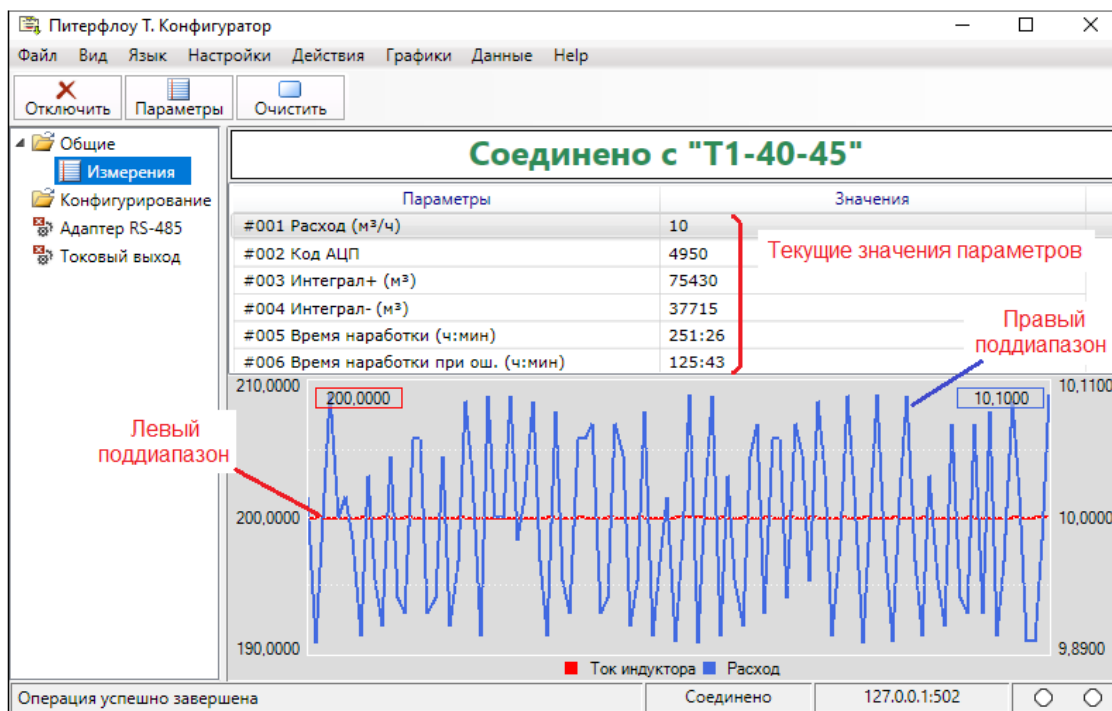 Питерфлоу Т. Конфигуратор
Файл Вид Язык Настройки Действия Графики Данные Help
Отключить Параметры Очистить
Общие
Измерения
Конфигурирование
Адаптер RS-485
Токовый выход
Соединено с "Т1-40-45"
Параметры Значения
#001 Расход (м³/ч) 10
#002 Код АЦП 4950
#003 Интеграл+ (м³) 75430
#004 Интеграл- (м³) 37715
#005 Время наработки (ч:мин) 251:26
#006 Время наработки при ош. (ч:мин) 125:43
Текущие значения параметров
Правый
поддиапазон
Левый
поддиапазон
210,0000 200,0000 10,1000 10,1100
200,0000 10,0000
190,0000 9,8900
Ток индуктора Расход
Операция успешно завершена Соединено 127.0.0.1:502